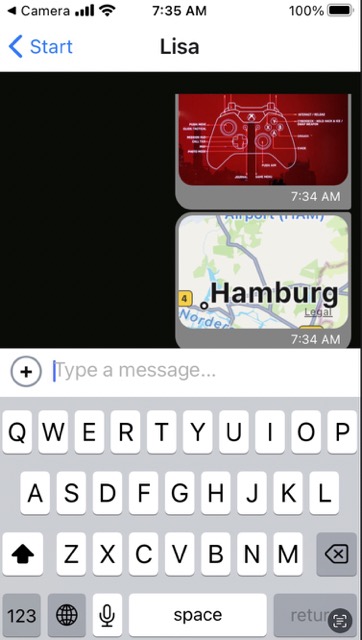 Camera
7:35 AM
100%
Start
Lisa
7:34 AM
Airport (HAM)
4
Hamburg
Legal
Norder
7:34 AM
Type a message...
Q W E R T Y U I O P
A S D F G H J K L
Z X C V B N M
123
space
retur